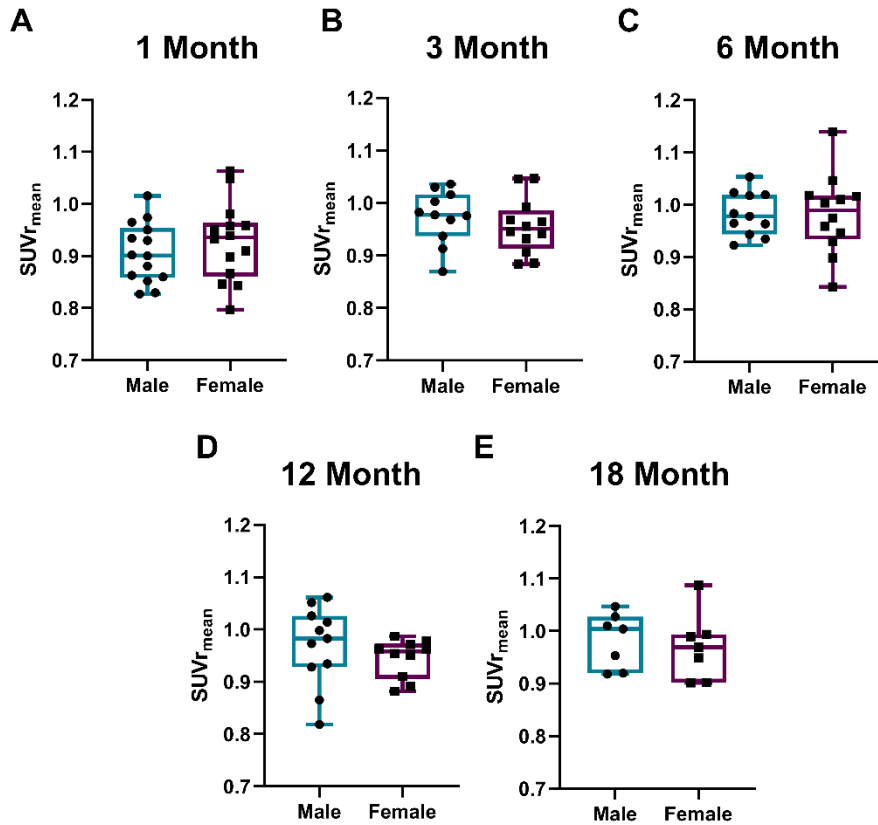 A
1 Month
SUVrmean
1.2
1.1
1.0
0.9
0.8
0.7
Male Female
B
3 Month
SUVrmean
1.2
1.1
1.0
0.9
0.8
0.7
Male Female
C
6 Month
SUVrmean
1.2
1.1
1.0
0.9
0.8
0.7
Male Female
D
12 Month
SUVrmean
1.2
1.1
1.0
0.9
0.8
0.7
Male Female
E
18 Month
SUVrmean
1.2
1.1
1.0
0.9
0.8
0.7
Male Female